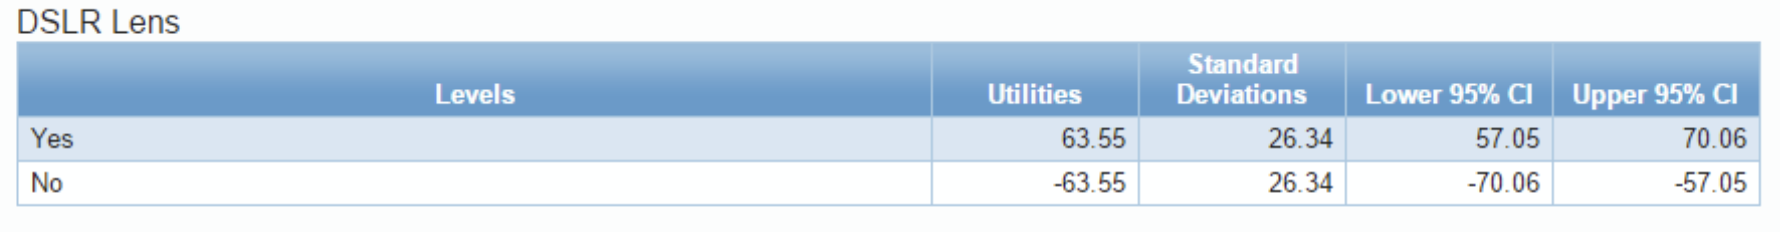 DSLR Lens
Levels Utilities Standard Deviations Lower 95% CI Upper 95% CI
Yes 63.55 26.34 57.05 70.06
No -63.55 26.34 -70.06 -57.05